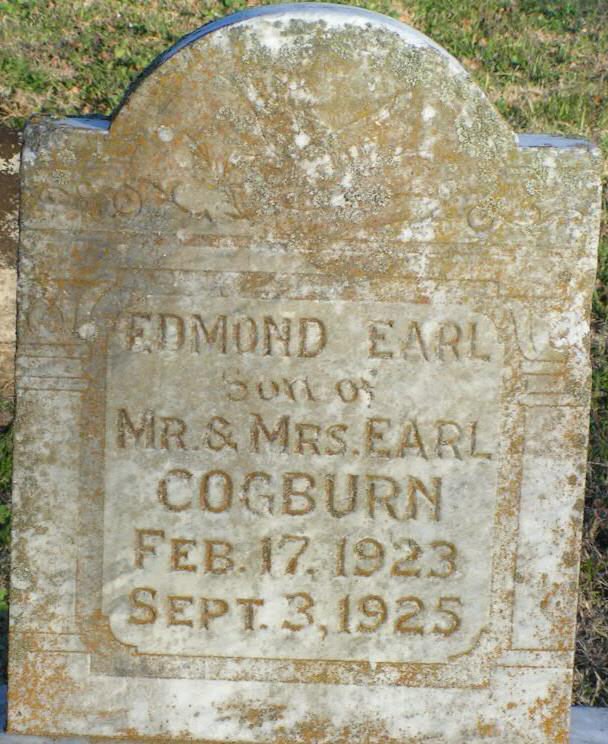 EDMOND EARL
Son of
MR. & MRS. EARL
COGBURN
FEB. 17, 1923
SEPT. 3, 1925